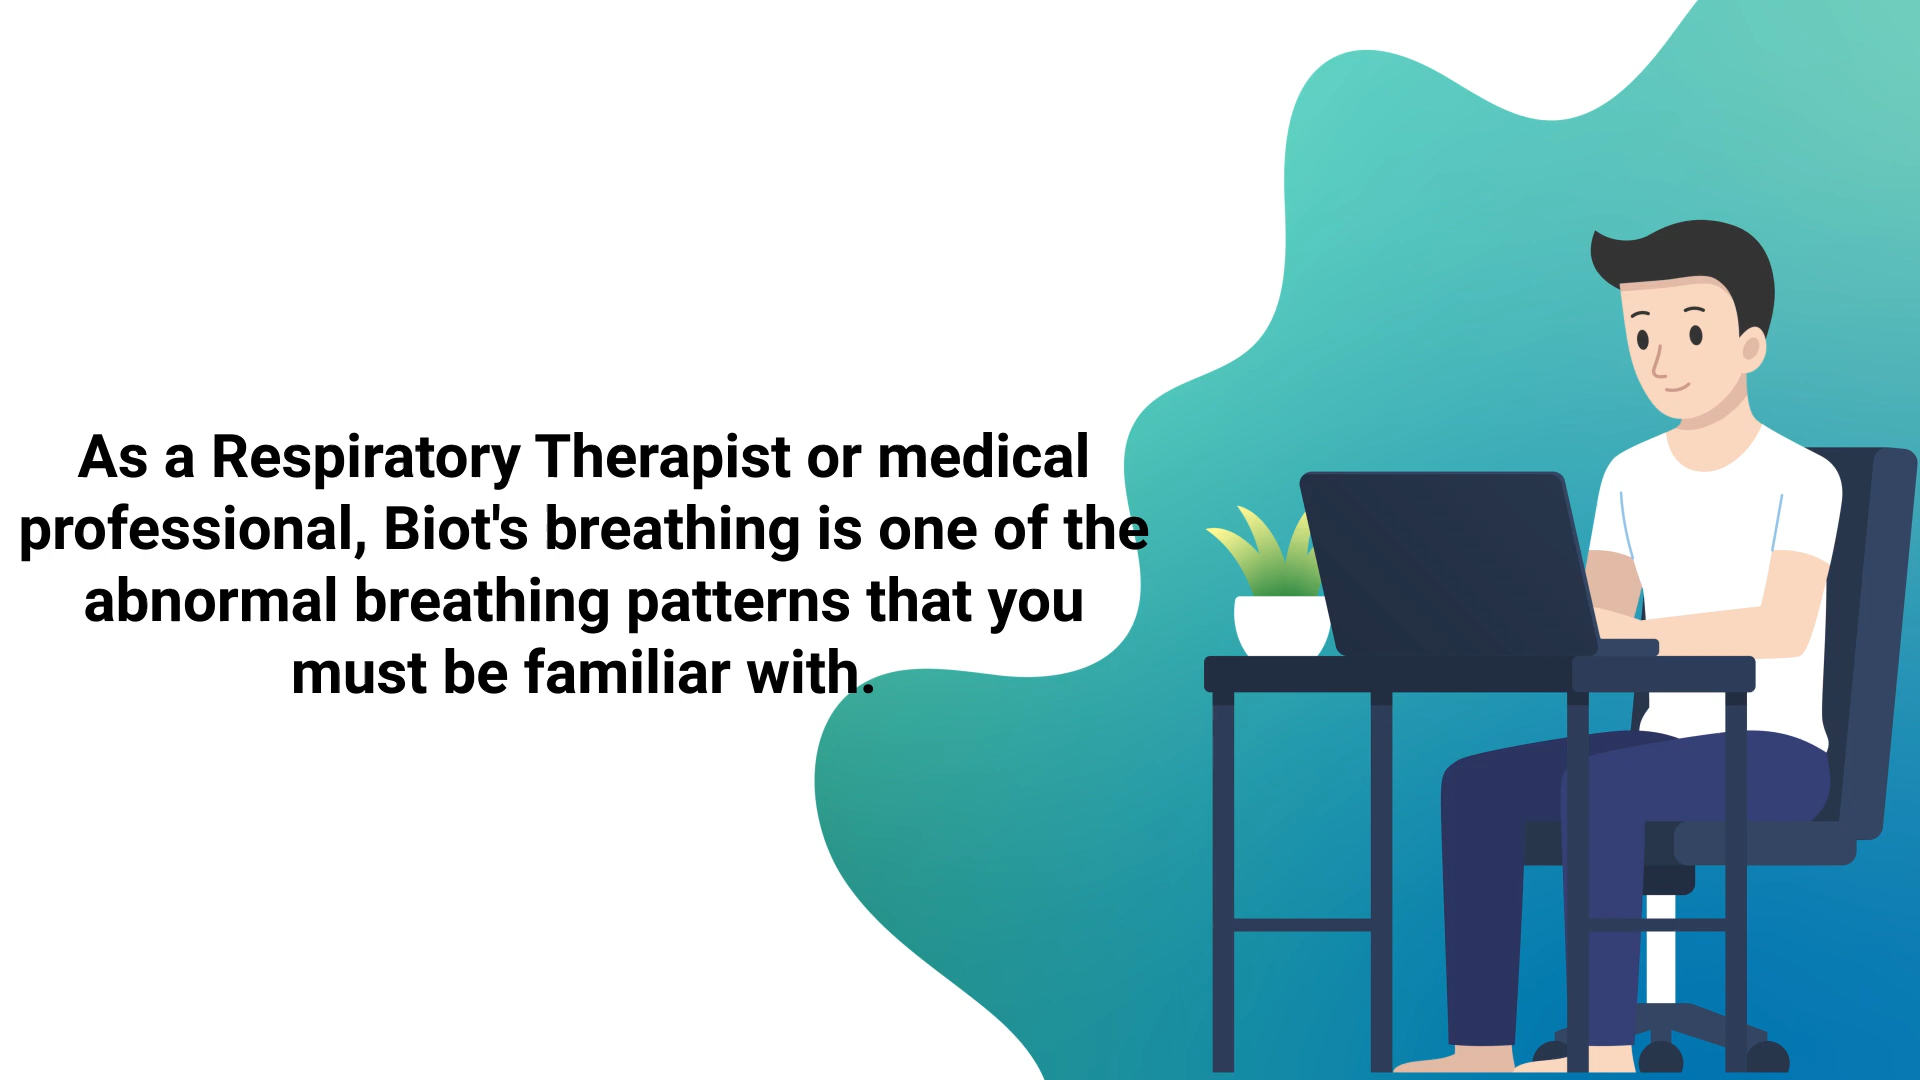 As a Respiratory Therapist or medical
professional, Biot's breathing is one of the
abnormal breathing patterns that you
must be familiar with.